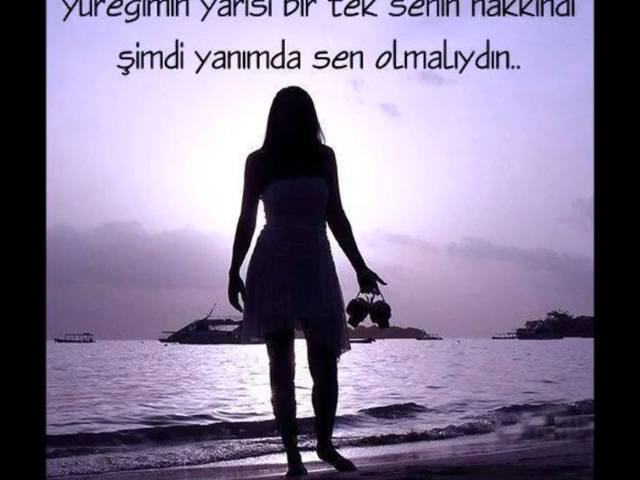 yüreğimin yarısı bir tek senin hakkındı
şimdi yanımda sen olmalıydın..